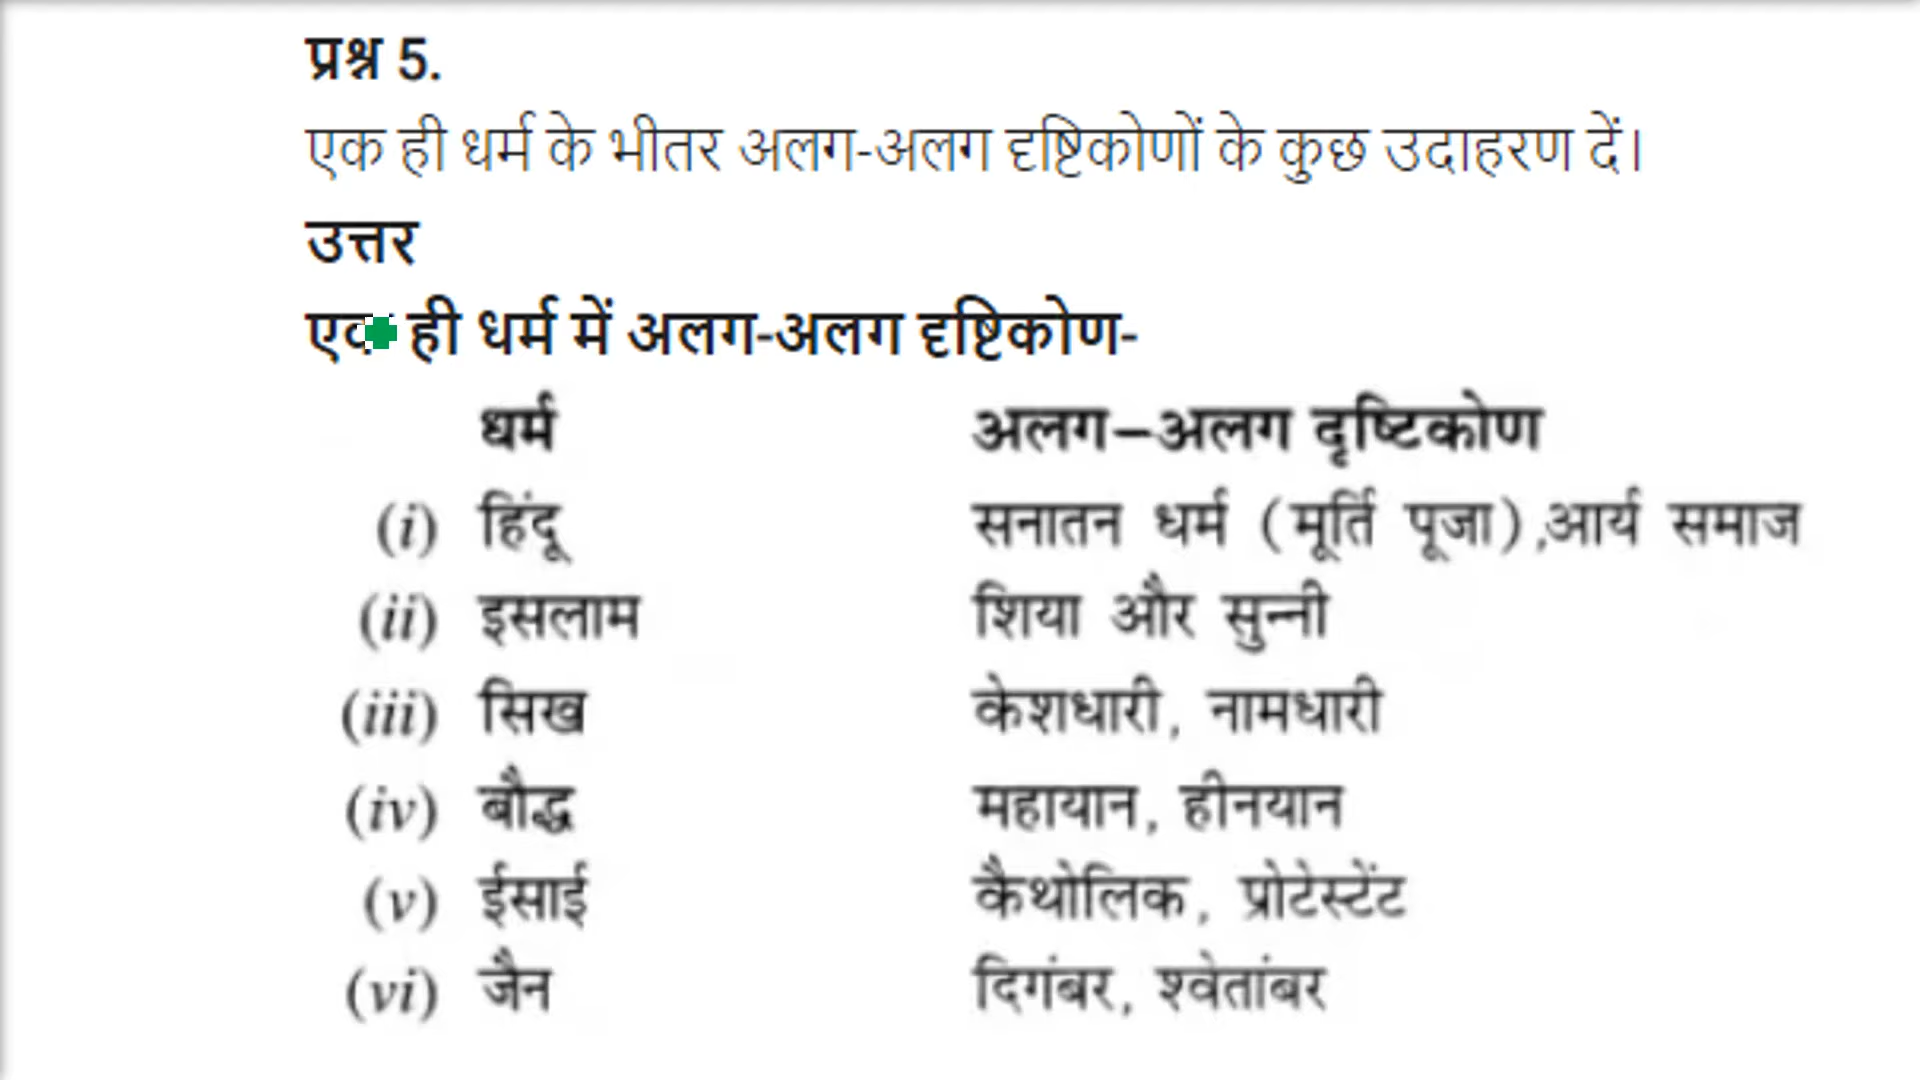 प्रश्न 5.
एक ही धर्म के भीतर अलग-अलग दृष्टिकोणों के कुछ उदाहरण दें।
उत्तर
एक ही धर्म में अलग-अलग दृष्टिकोण-
धर्म अलग–अलग दृष्टिकोण
(i) हिंदू सनातन धर्म (मूर्ति पूजा),आर्य समाज
(ii) इसलाम शिया और सुन्नी
(iii) सिख केशधारी, नामधारी
(iv) बौद्ध महायान, हीनयान
(v) ईसाई कैथोलिक, प्रोटेस्टेंट
(vi) जैन दिगंबर, श्वेतांबर